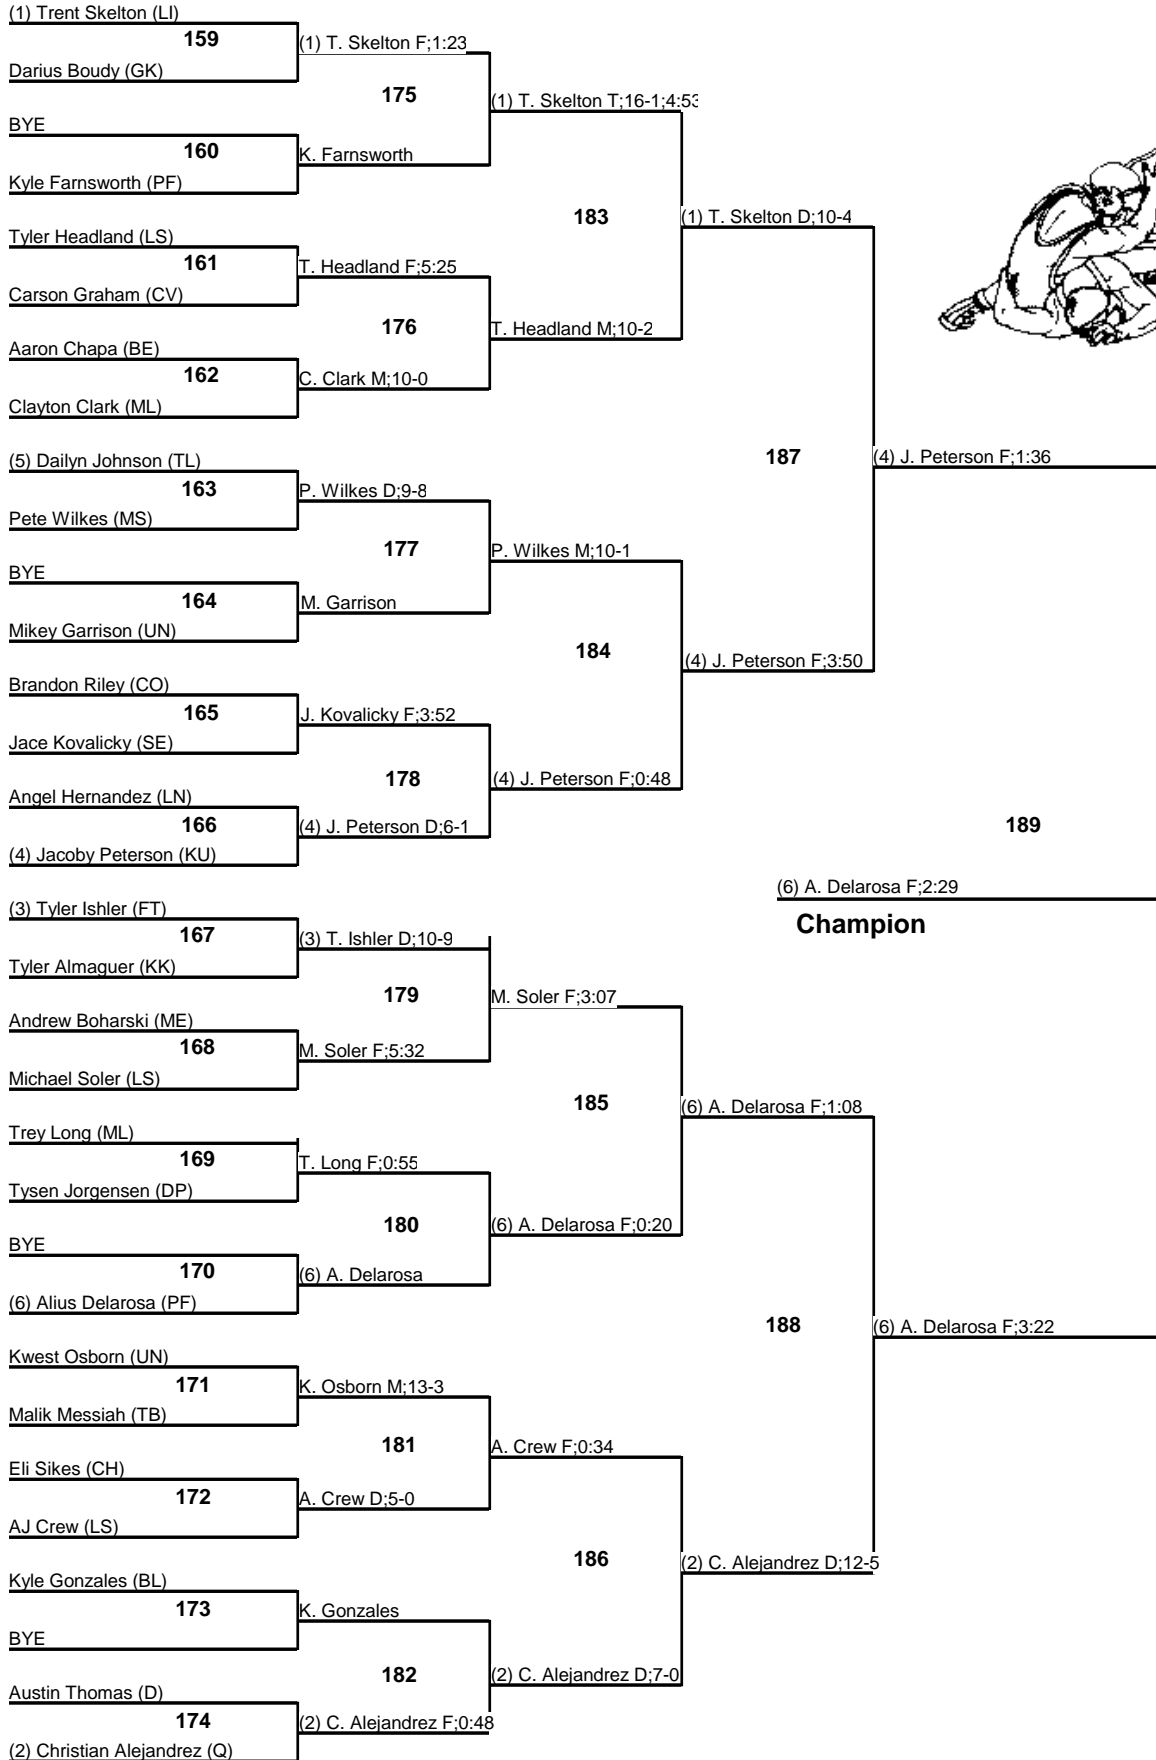 (1) Trent Skelton (LI)
159
(1) T. Skelton F;1:23
Darius Boudy (GK)
175
(1) T. Skelton T;16-1;4:53
BYE
160
K. Farnsworth
Kyle Farnsworth (PF)
183
(1) T. Skelton D;10-4
Tyler Headland (LS)
161
T. Headland F;5:25
Carson Graham (CV)
176
T. Headland M;10-2
Aaron Chapa (BE)
162
C. Clark M;10-0
Clayton Clark (ML)
187
(4) J. Peterson F;1:36
(5) Dailyn Johnson (TL)
163
P. Wilkes D;9-8
Pete Wilkes (MS)
177
P. Wilkes M;10-1
BYE
164
M. Garrison
Mikey Garrison (UN)
184
(4) J. Peterson F;3:50
Brandon Riley (CO)
165
J. Kovalicky F;3:52
Jace Kovalicky (SE)
178
(4) J. Peterson F;0:48
Angel Hernandez (LN)
166
(4) J. Peterson D;6-1
(4) Jacoby Peterson (KU)
189
(6) A. Delarosa F;2:29
Champion
(3) Tyler Ishler (FT)
167
(3) T. Ishler D;10-9
Tyler Almaguer (KK)
179
M. Soler F;3:07
Andrew Boharski (ME)
168
M. Soler F;5:32
Michael Soler (LS)
185
(6) A. Delarosa F;1:08
Trey Long (ML)
169
T. Long F;0:55
Tysen Jorgensen (DP)
180
(6) A. Delarosa F;0:20
BYE
170
(6) A. Delarosa
(6) Alius Delarosa (PF)
188
(6) A. Delarosa F;3:22
Kwest Osborn (UN)
171
K. Osborn M;13-3
Malik Messiah (TB)
181
A. Crew F;0:34
Eli Sikes (CH)
172
A. Crew D;5-0
AJ Crew (LS)
186
(2) C. Alejandrez D;12-5
Kyle Gonzales (BL)
173
K. Gonzales
BYE
182
(2) C. Alejandrez D;7-0
Austin Thomas (D)
174
(2) C. Alejandrez F;0:48
(2) Christian Alejandrez (Q)